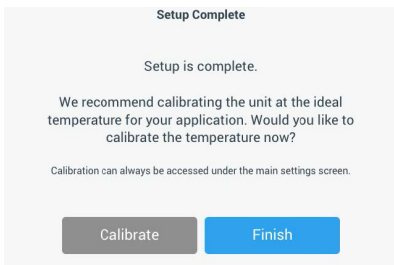 Setup Complete
Setup is complete.
We recommend calibrating the unit at the ideal
temperature for your application. Would you like to
calibrate the temperature now?
Calibration can always be accessed under the main settings screen.
Calibrate
Finish